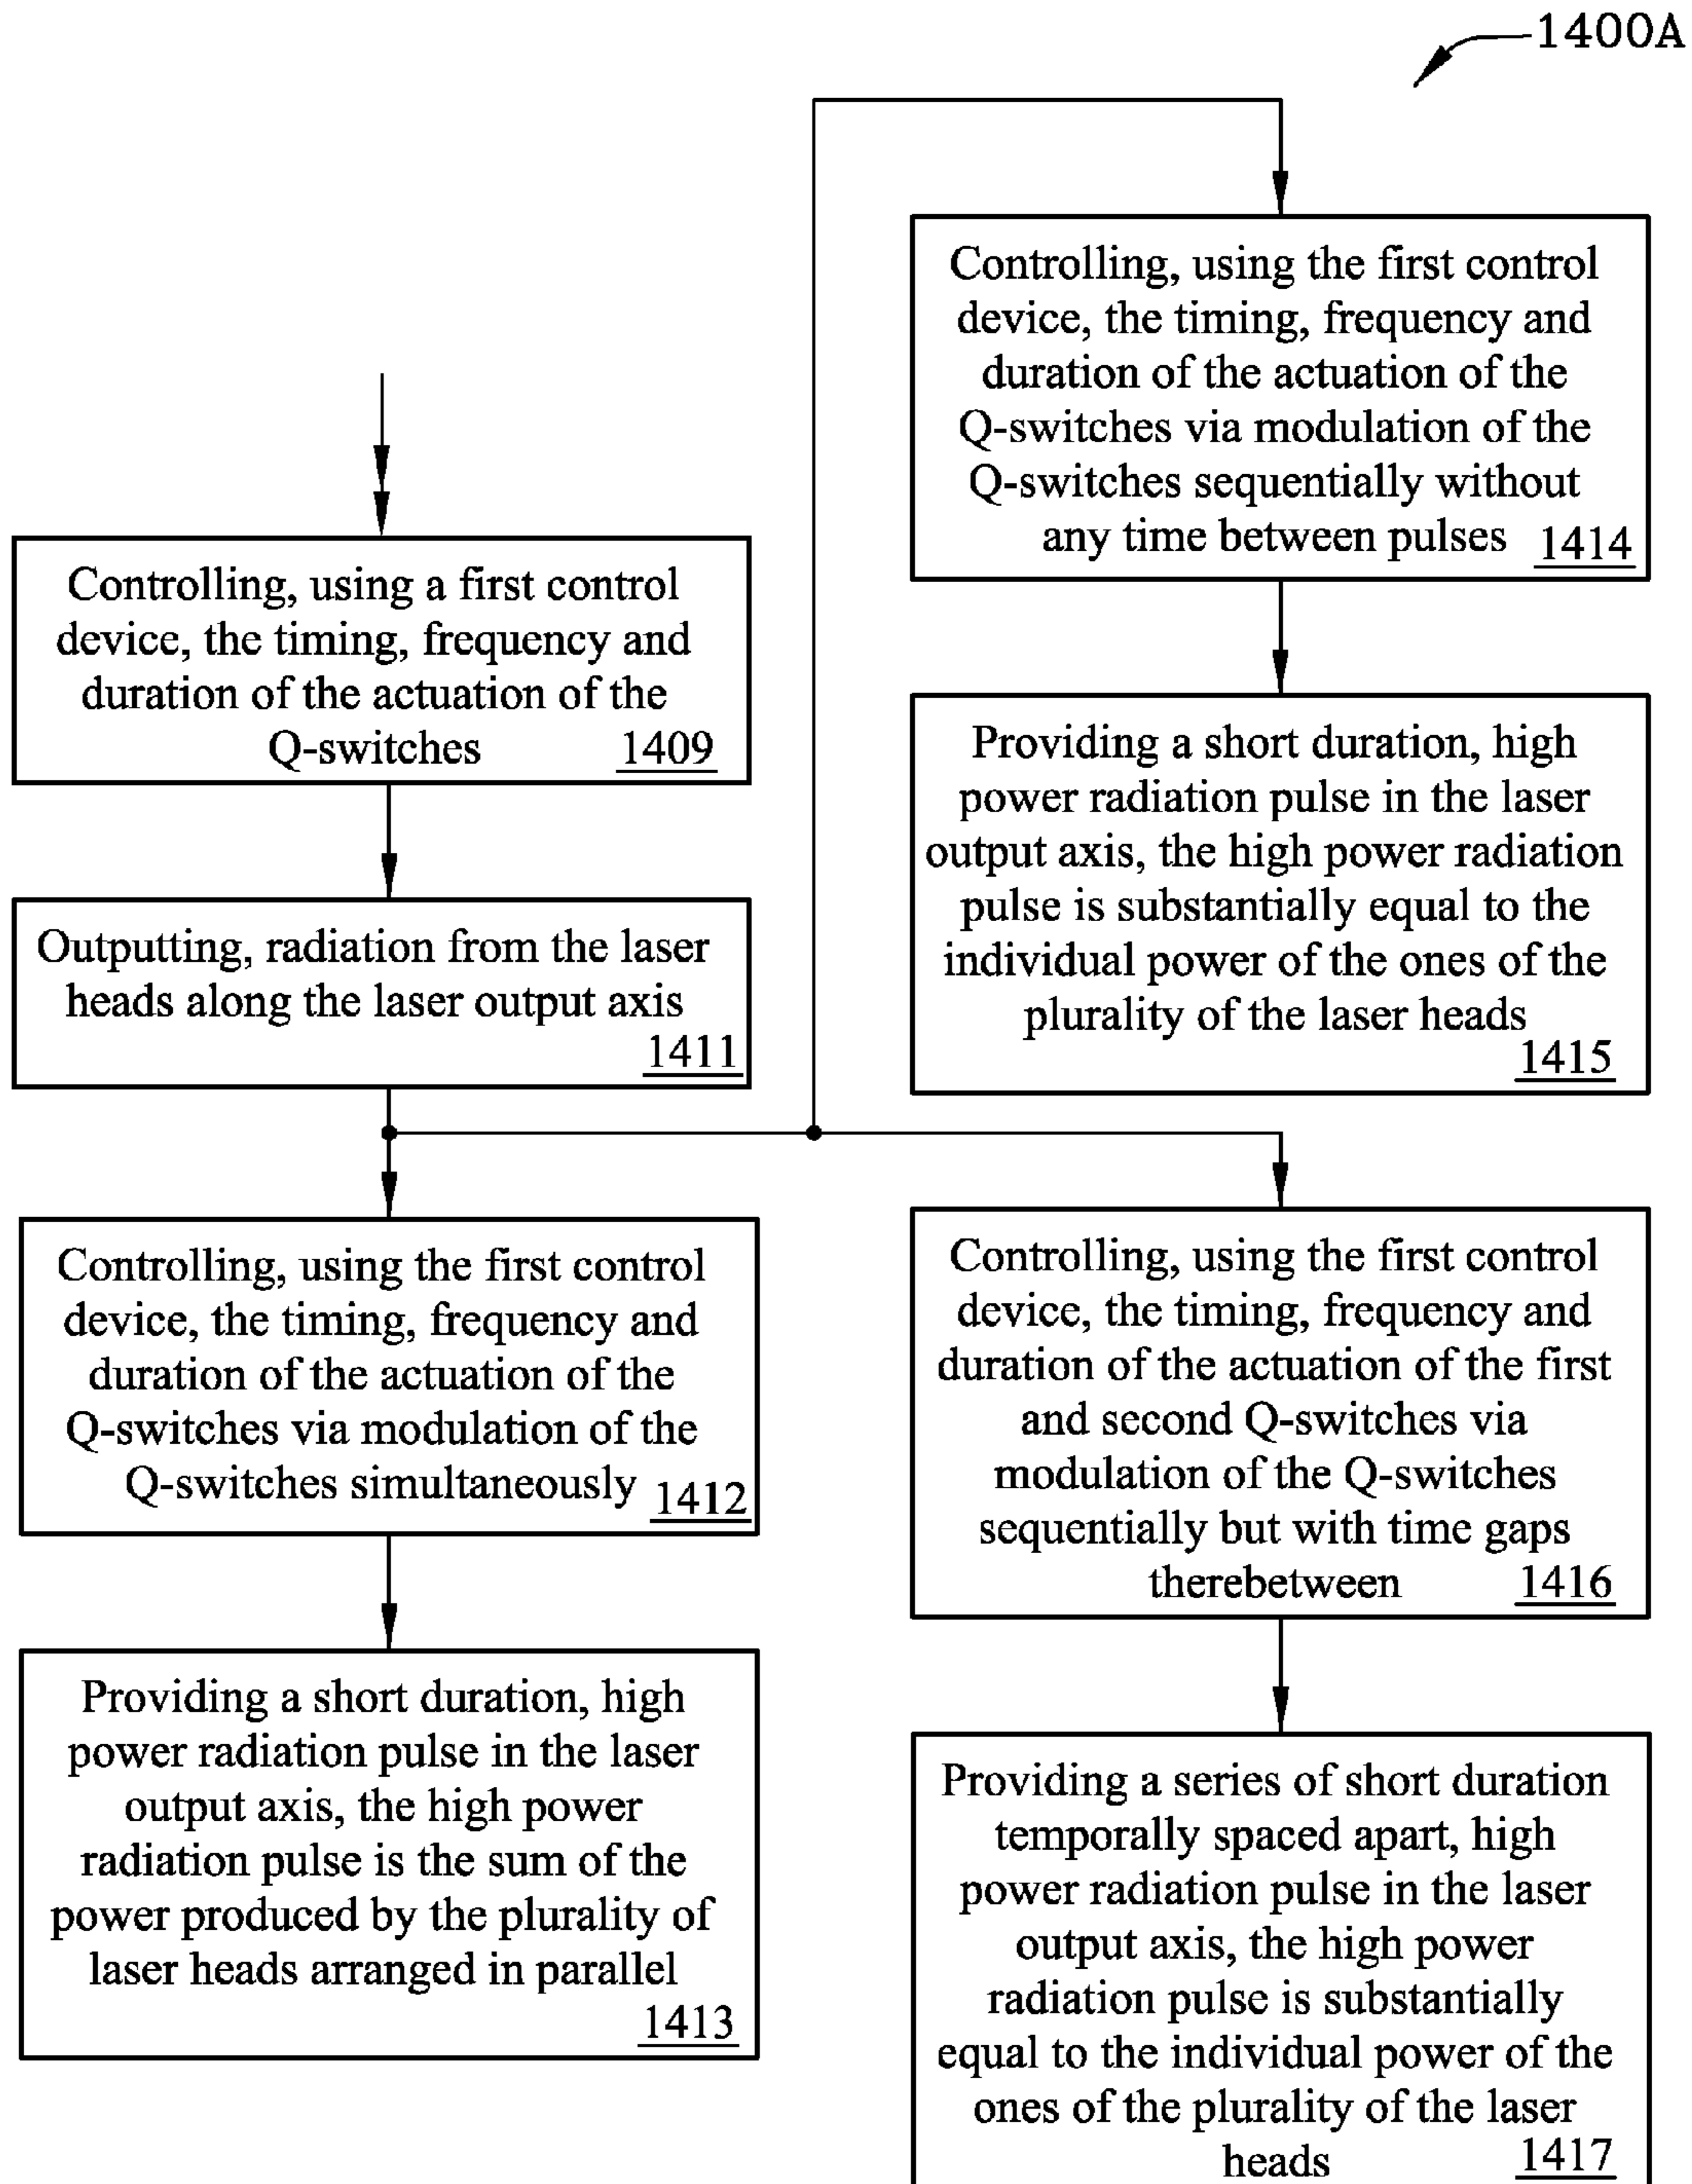 1400A
Controlling, using a first control
device, the timing, frequency and
duration of the actuation of the
Q-switches 1409
Outputting, radiation from the laser
heads along the laser output axis
1411
Controlling, using the first control
device, the timing, frequency and
duration of the actuation of the
Q-switches via modulation of the
Q-switches simultaneously 1412
Providing a short duration, high
power radiation pulse in the laser
output axis, the high power
radiation pulse is the sum of the
power produced by the plurality of
laser heads arranged in parallel
1413
Controlling, using the first control
device, the timing, frequency and
duration of the actuation of the
Q-switches via modulation of the
Q-switches sequentially without
any time between pulses 1414
Providing a short duration, high
power radiation pulse in the laser
output axis, the high power radiation
pulse is substantially equal to the
individual power of the ones of the
plurality of the laser heads
1415
Controlling, using the first control
device, the timing, frequency and
duration of the actuation of the first
and second Q-switches via
modulation of the Q-switches
sequentially but with time gaps
therebetween 1416
Providing a series of short duration
temporally spaced apart, high
power radiation pulse in the laser
output axis, the high power
radiation pulse is substantially
equal to the individual power of the
ones of the plurality of the laser
heads 1417